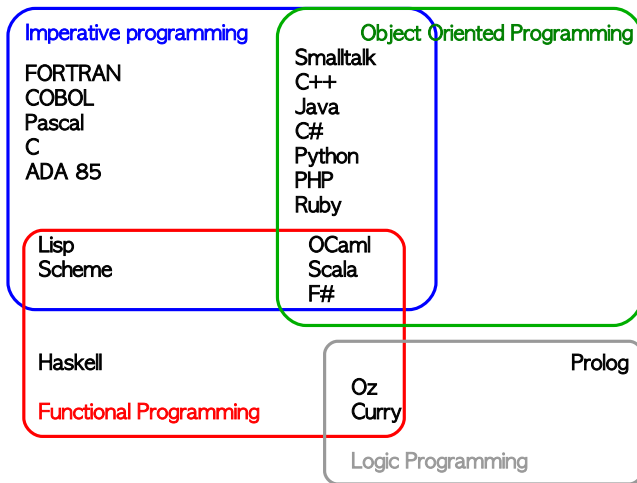 Imperative programming
Object Oriented Programming
FORTRAN
COBOL
Pascal
C
ADA 85
Smalltalk
C++
Java
C#
Python
PHP
Ruby
Lisp
Scheme
OCaml
Scala
F#
Haskell
Functional Programming
Prolog
Oz
Curry
Logic Programming